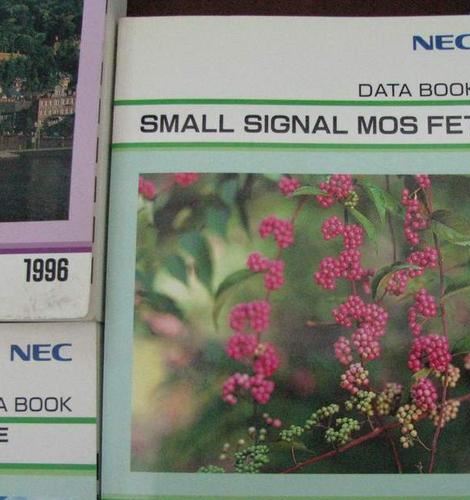 NEC
DATA BOOK
SMALL SIGNAL MOS FET
1996
NEC
A BOOK
E